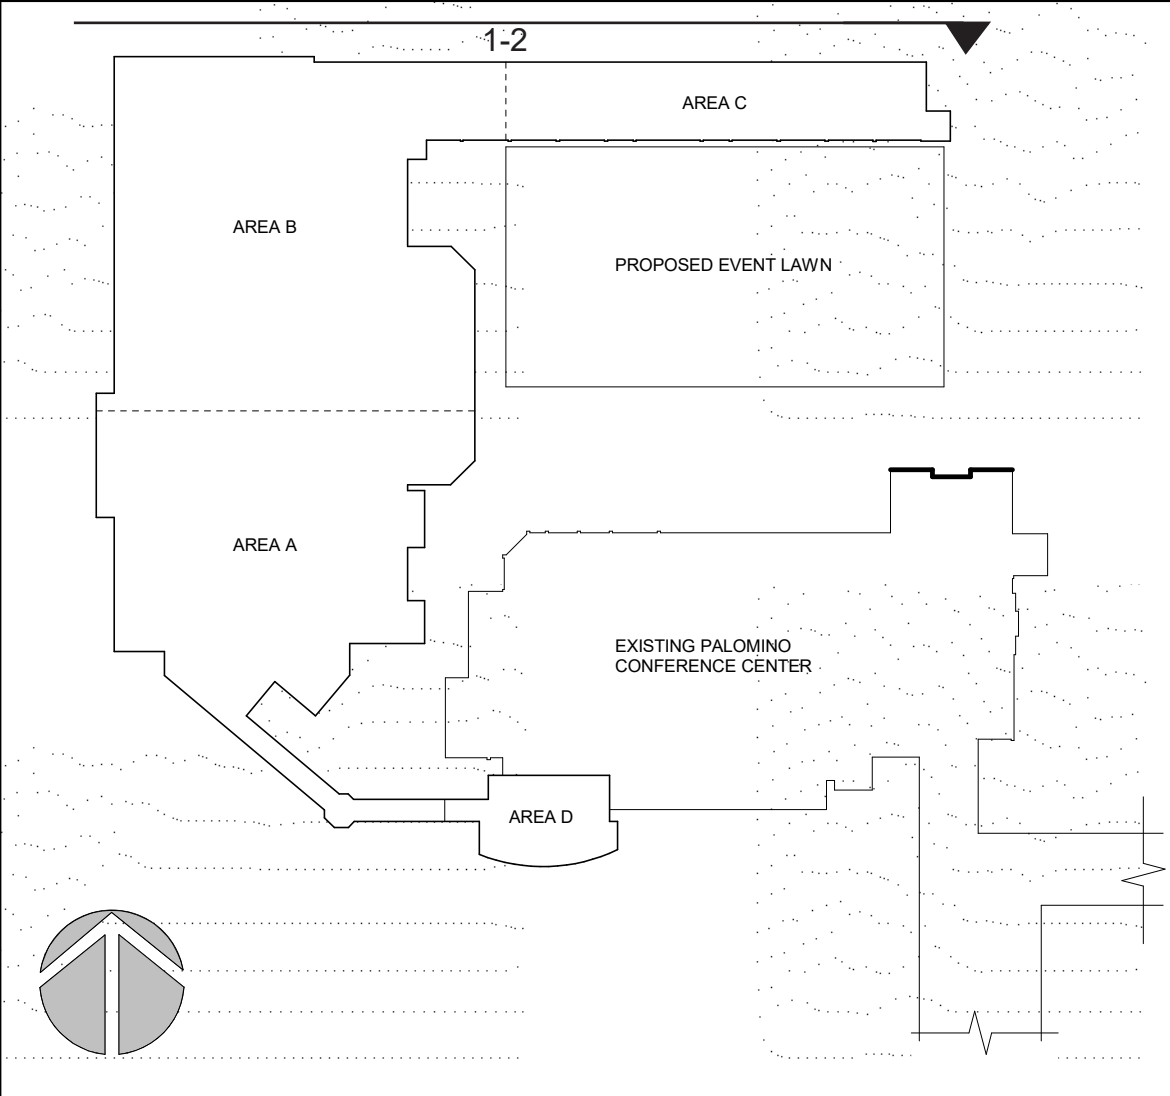 1-2
AREA C
AREA B
PROPOSED EVENT LAWN
AREA A
EXISTING PALOMINO
CONFERENCE CENTER
AREA D